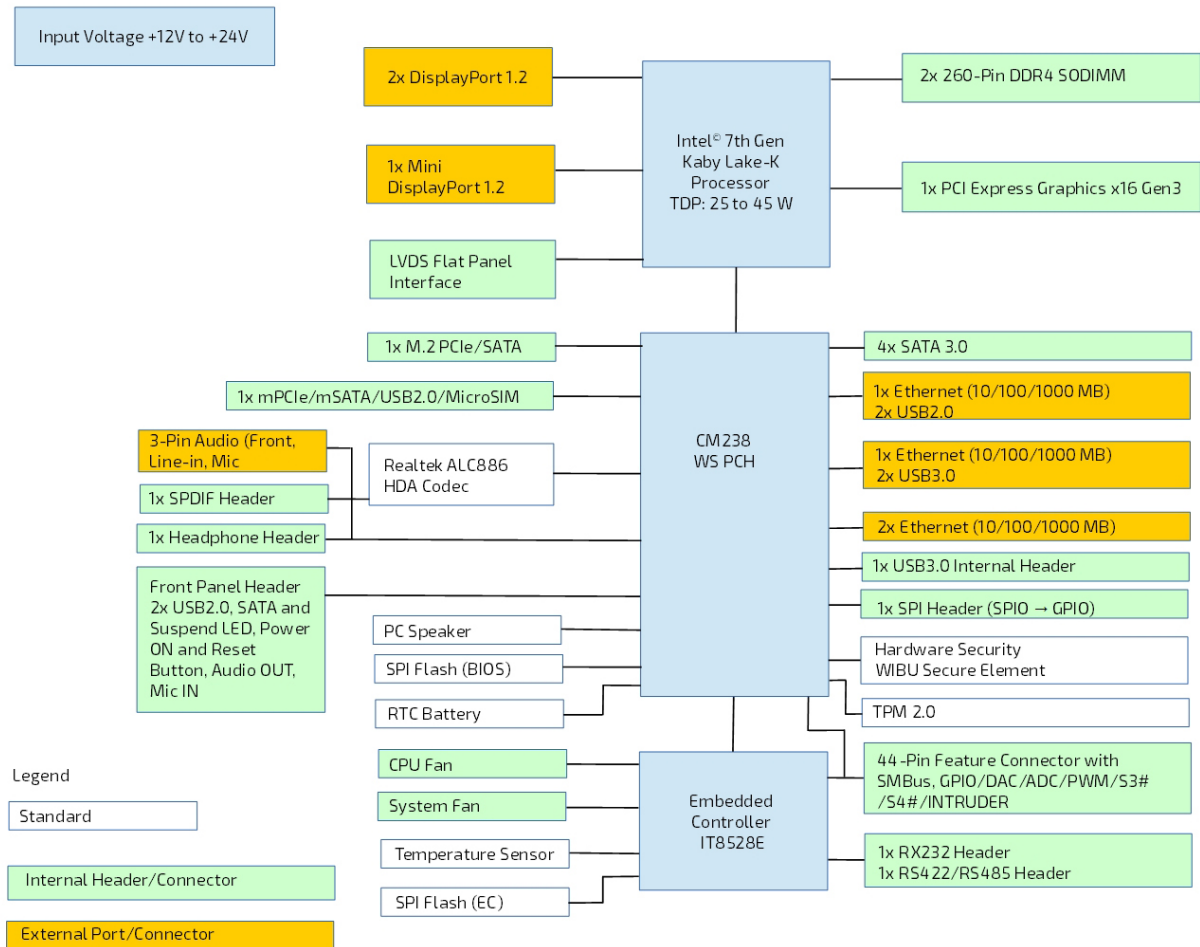 Input Voltage +12V to +24V
2x DisplayPort 1.2
1x Mini
DisplayPort 1.2
LVDS Flat Panel
Interface
Intel© 7th Gen
Kaby Lake-K
Processor
TDP: 25 to 45 W
2x 260-Pin DDR4 SODIMM
1x PCI Express Graphics x16 Gen3
1x M.2 PCIe/SATA
1x mPCIe/mSATA/USB2.0/MicroSIM
3-Pin Audio (Front,
Line-in, Mic
1x SPDIF Header
1x Headphone Header
Realtek ALC886
HDA Codec
Front Panel Header
2x USB2.0, SATA and
Suspend LED, Power
ON and Reset
Button, Audio OUT,
Mic IN
PC Speaker
SPI Flash (BIOS)
RTC Battery
CM238
WS PCH
4x SATA 3.0
1x Ethernet (10/100/1000 MB)
2x USB2.0
1x Ethernet (10/100/1000 MB)
2x USB3.0
2x Ethernet (10/100/1000 MB)
1x USB3.0 Internal Header
1x SPI Header (SPIO → GPIO)
Hardware Security
WIBU Secure Element
TPM 2.0
CPU Fan
System Fan
Temperature Sensor
SPI Flash (EC)
Embedded
Controller
IT8528E
44-Pin Feature Connector with
SMBus, GPIO/DAC/ADC/PWM/S3#
/S4#/INTRUDER
1x RX232 Header
1x RS422/RS485 Header
Legend
Standard
Internal Header/Connector
External Port/Connector